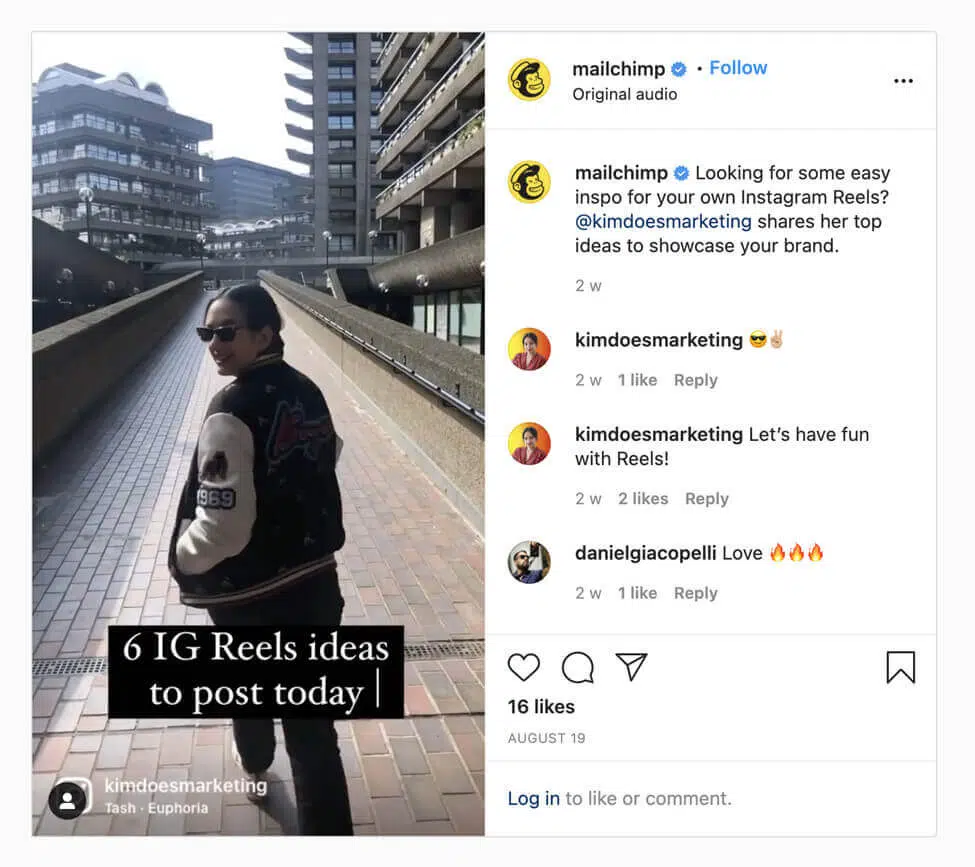 1969
6 IG Reels ideas
to post today
kimdoesmarketing
Tash · Euphoria
mailchimp • Follow
Original audio
mailchimp Looking for some easy
inspo for your own Instagram Reels?
@kimdoesmarketing shares her top
ideas to showcase your brand.
2 w
kimdoesmarketing 😎✌🏼
2 w 1 like Reply
kimdoesmarketing Let’s have fun
with Reels!
2 w 2 likes Reply
danielgiacopelli Love 🔥🔥🔥
2 w 1 like Reply
16 likes
AUGUST 19
Log in to like or comment.